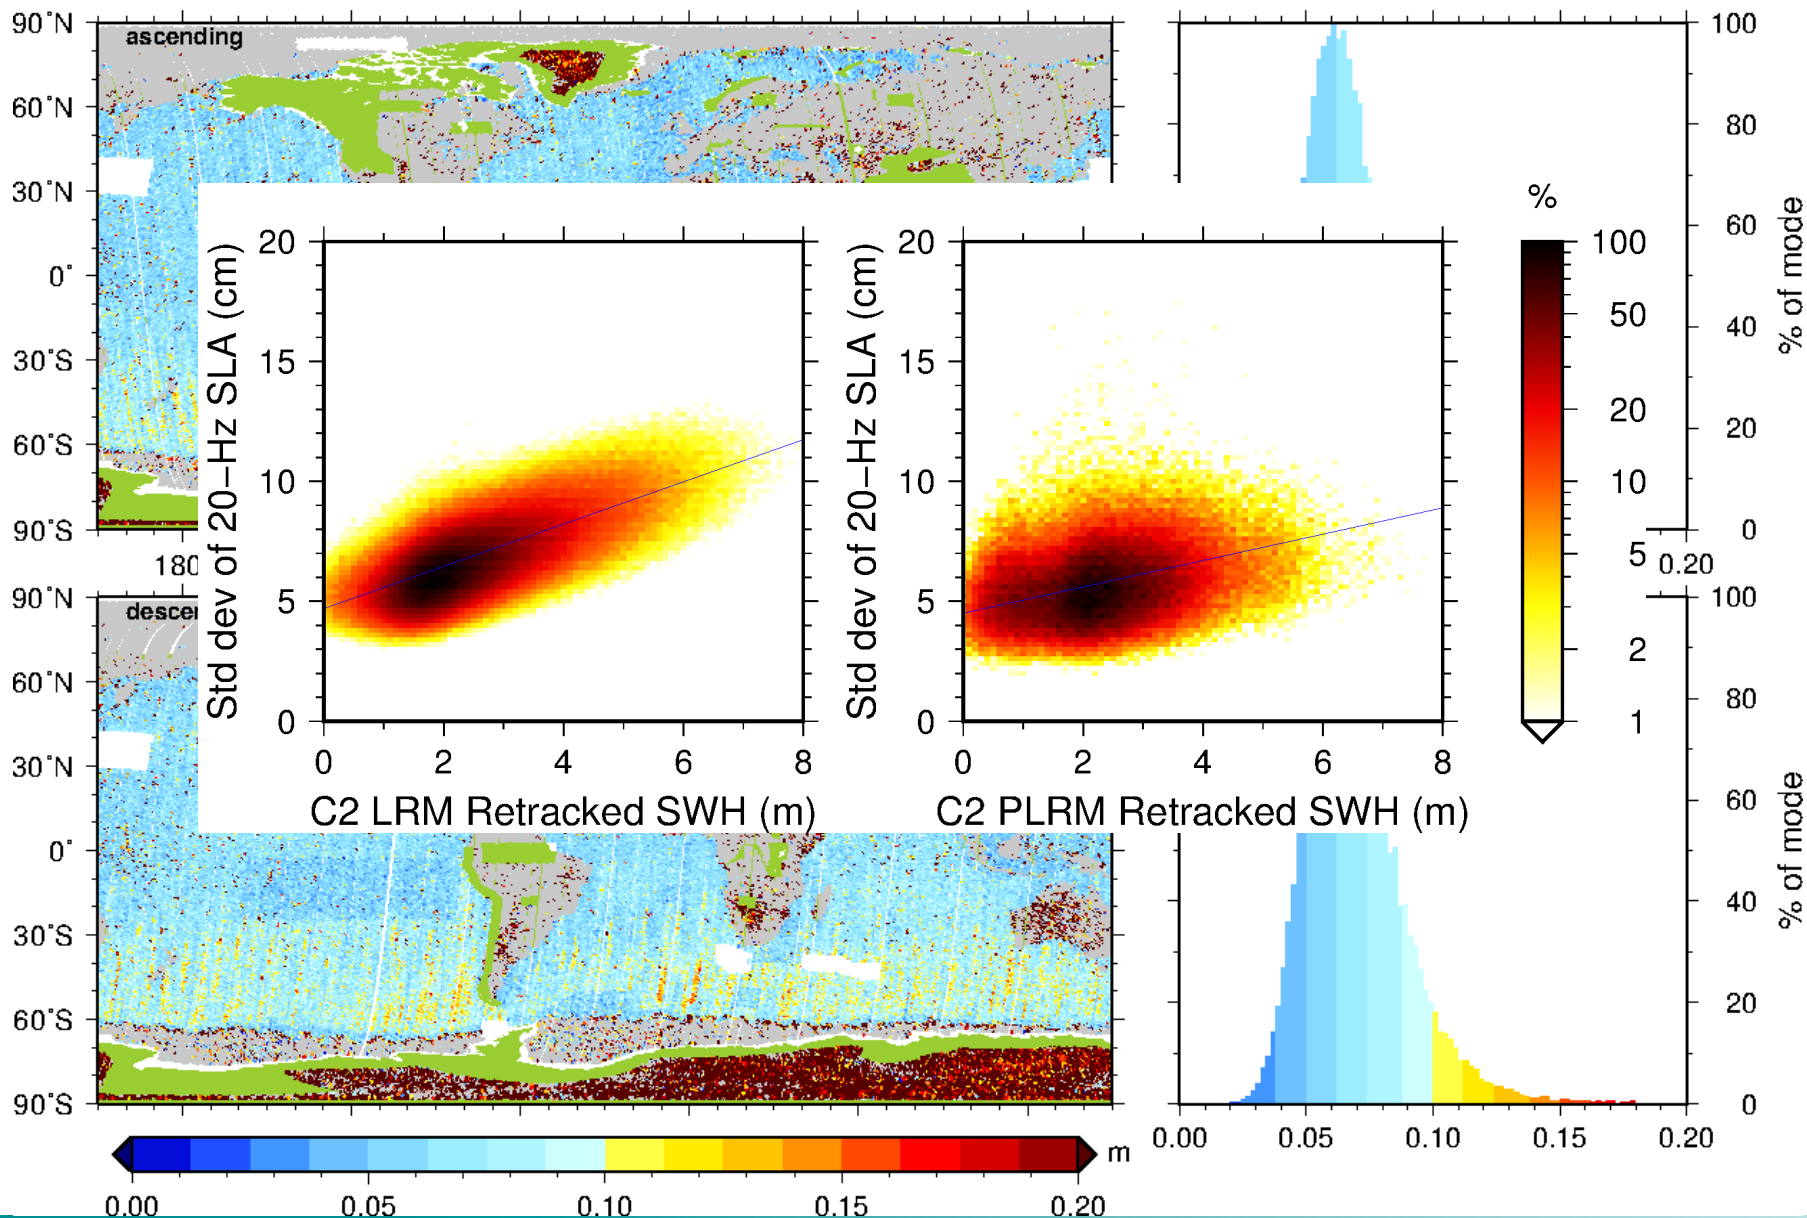 ascending
90°N
60°N
30°N
0°
30°S
60°S
90°S
180
100
80
60
40
20
0
% of mode
0.20
Std dev of 20-Hz SLA (cm)
20
15
10
5
0
0 2 4 6 8
C2 LRM Retracked SWH (m)
Std dev of 20-Hz SLA (cm)
20
15
10
5
0
0 2 4 6 8
C2 PLRM Retracked SWH (m)
%
100
50
20
10
5
2
1
descer
90°N
60°N
30°N
0°
30°S
60°S
90°S
100
80
60
40
20
0
% of mode
0.00 0.05 0.10 0.15 0.20
m
0.00 0.05 0.10 0.15 0.20